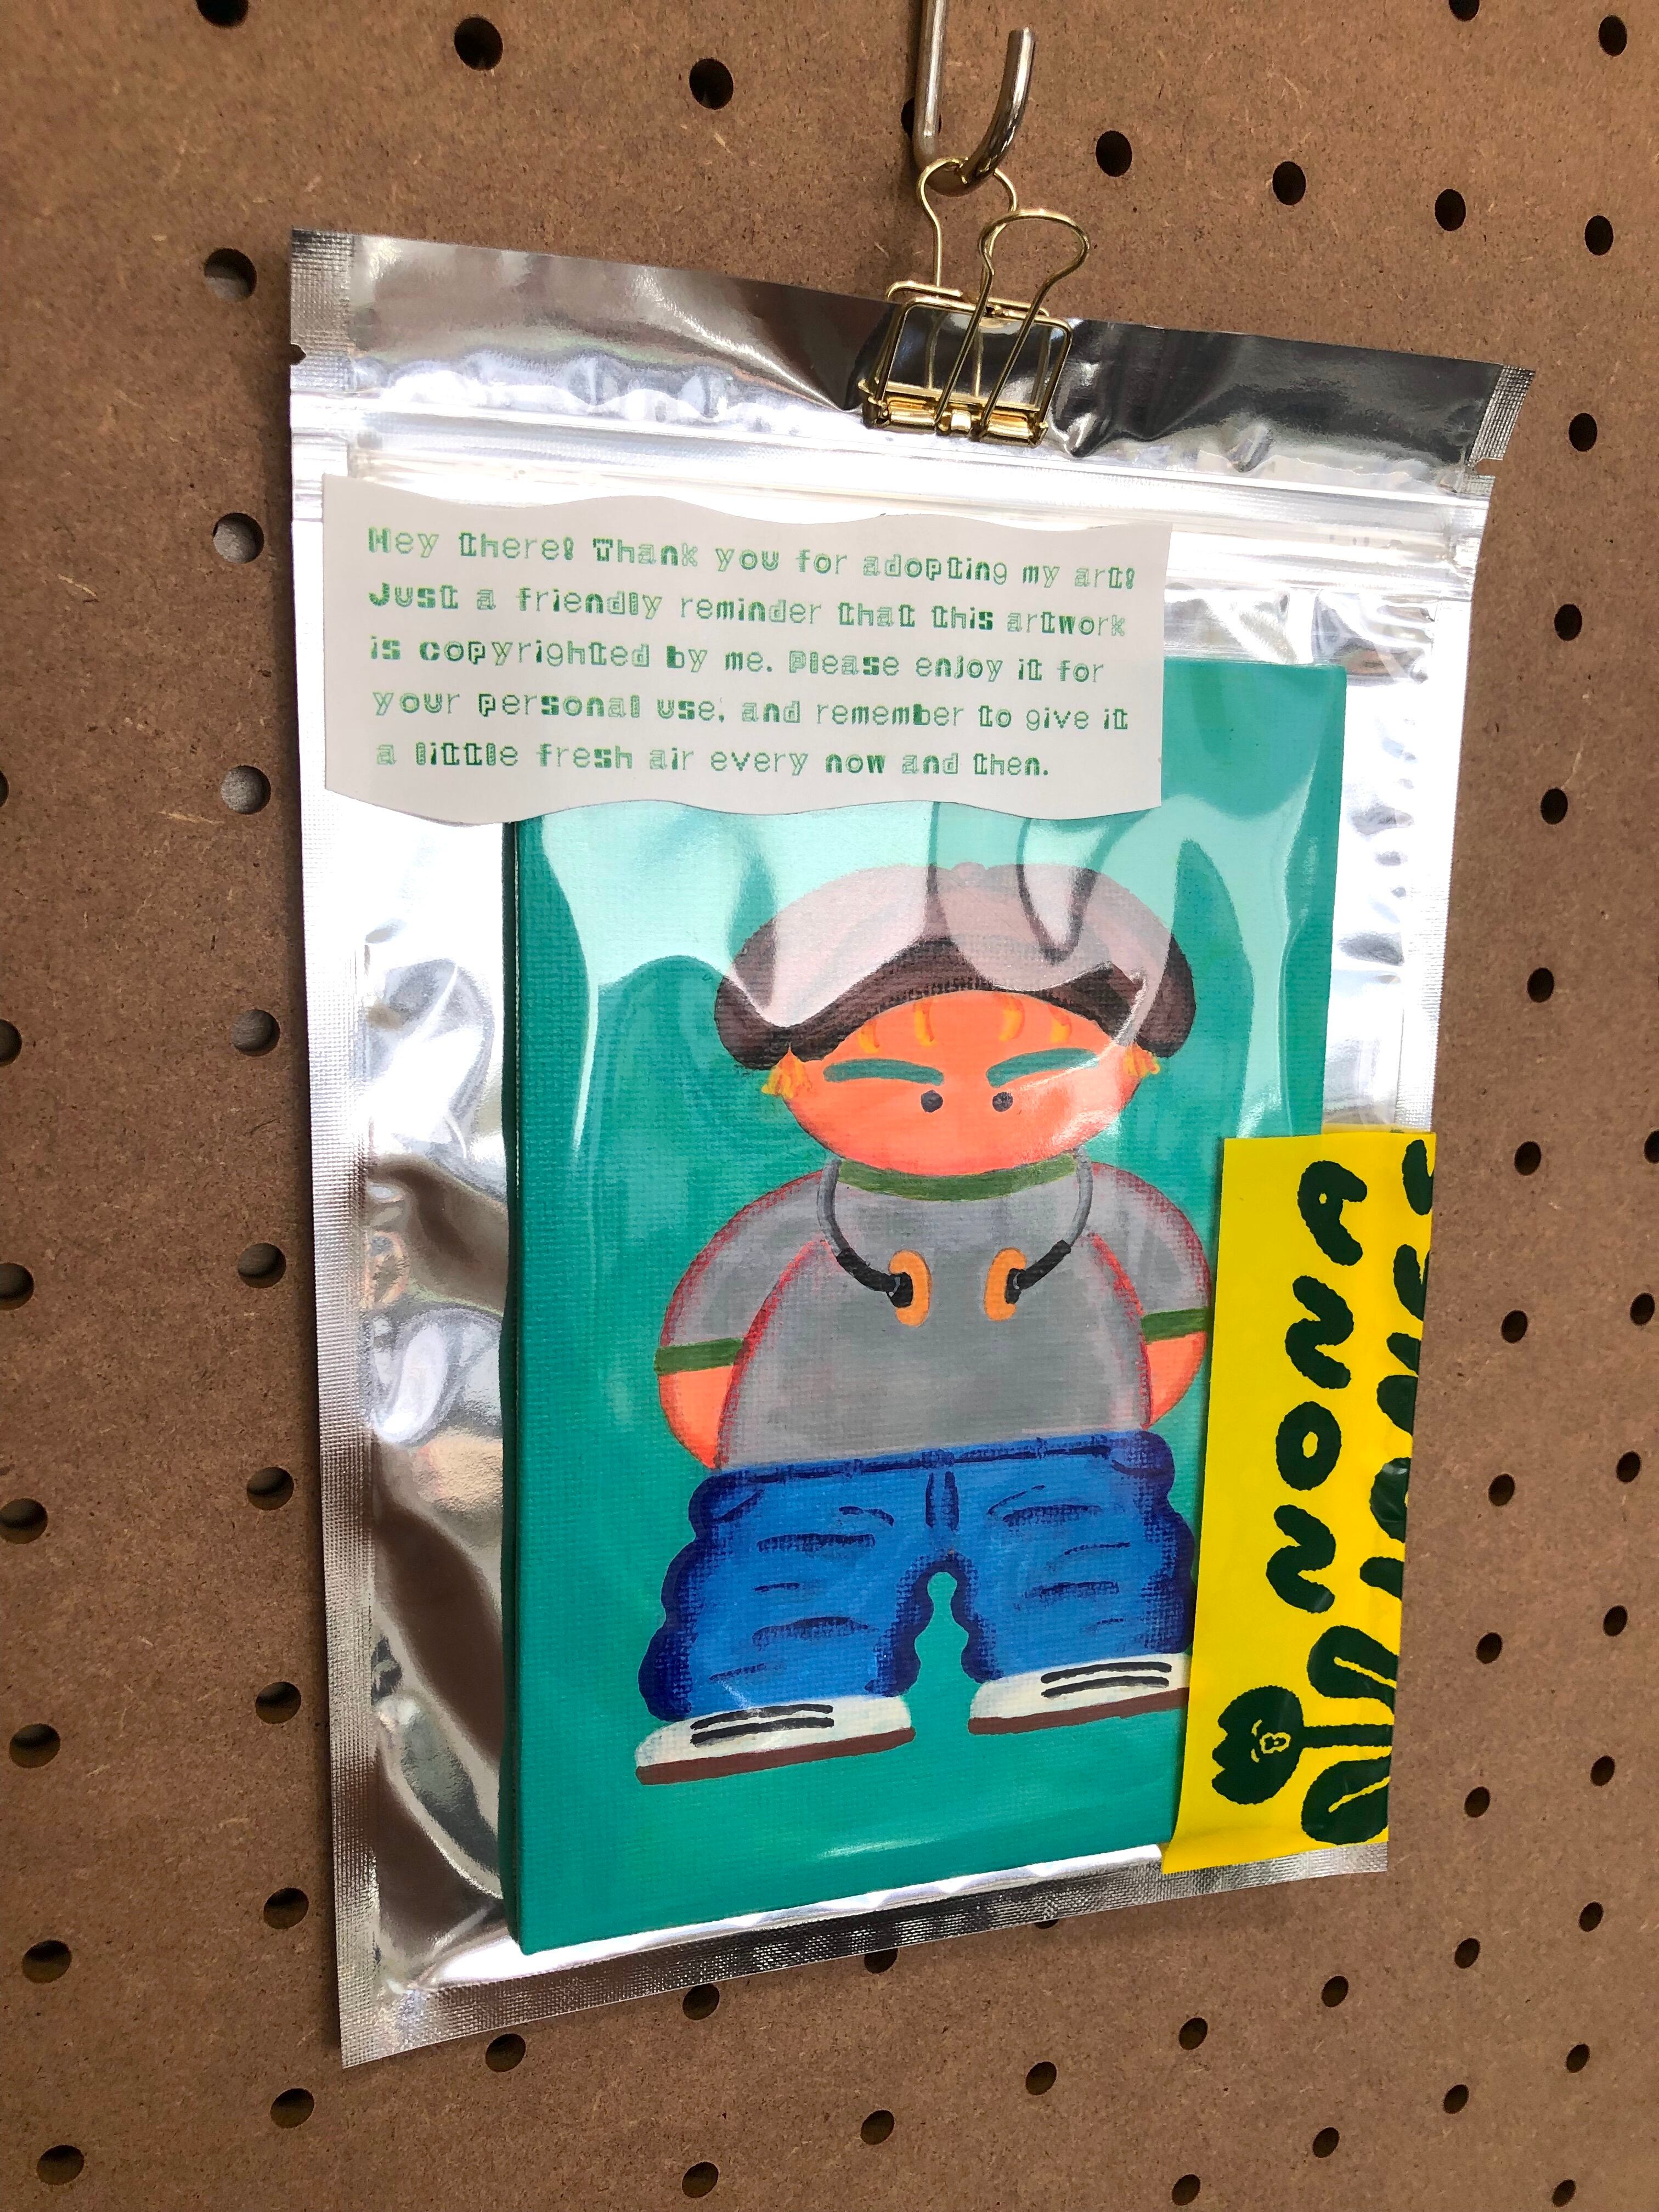 Hey there! Thank you for adopting my art!
Just a friendly reminder that this artwork
is copyrighted by me. Please enjoy it for
your personal use, and remember to give it
a little fresh air every now and then.
NONA